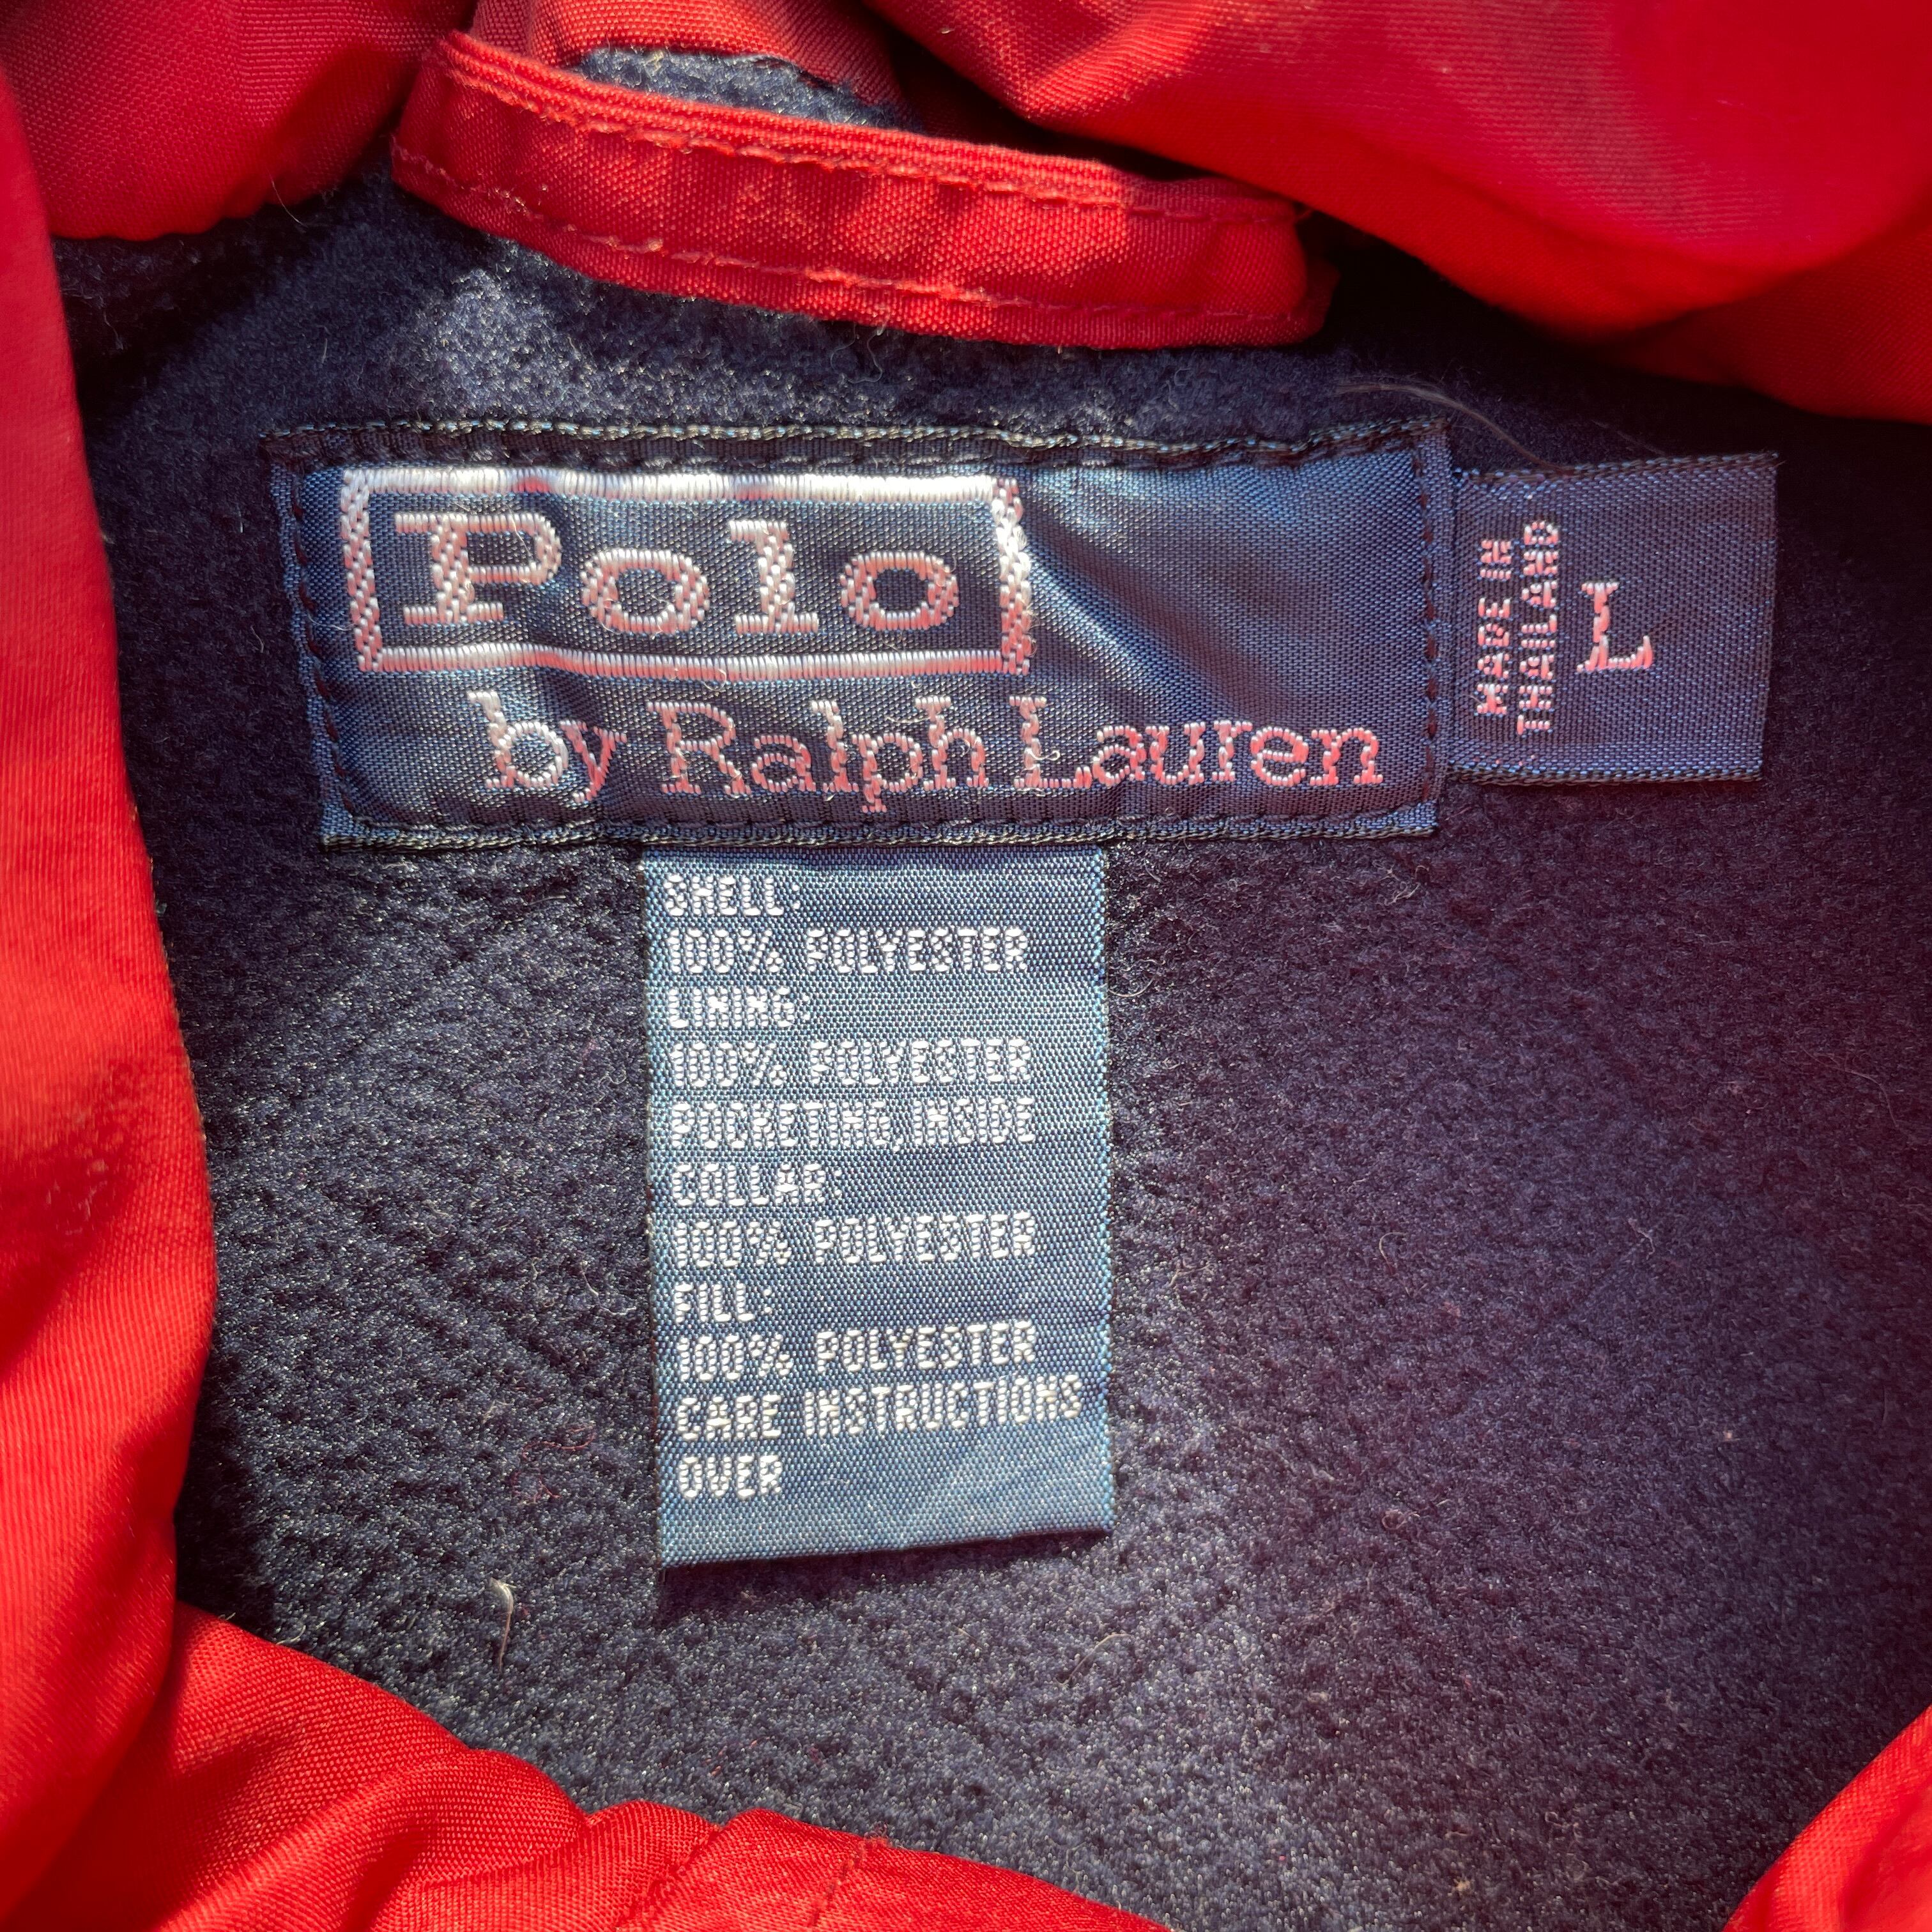 Polo
by Ralph Lauren
MADE IN
THAILAND
L
SHELL:
100% POLYESTER
LINING:
100% POLYESTER
POCKETING,INSIDE
COLLAR:
100% POLYESTER
FILL:
100% POLYESTER
CARE INSTRUCTIONS
OVER